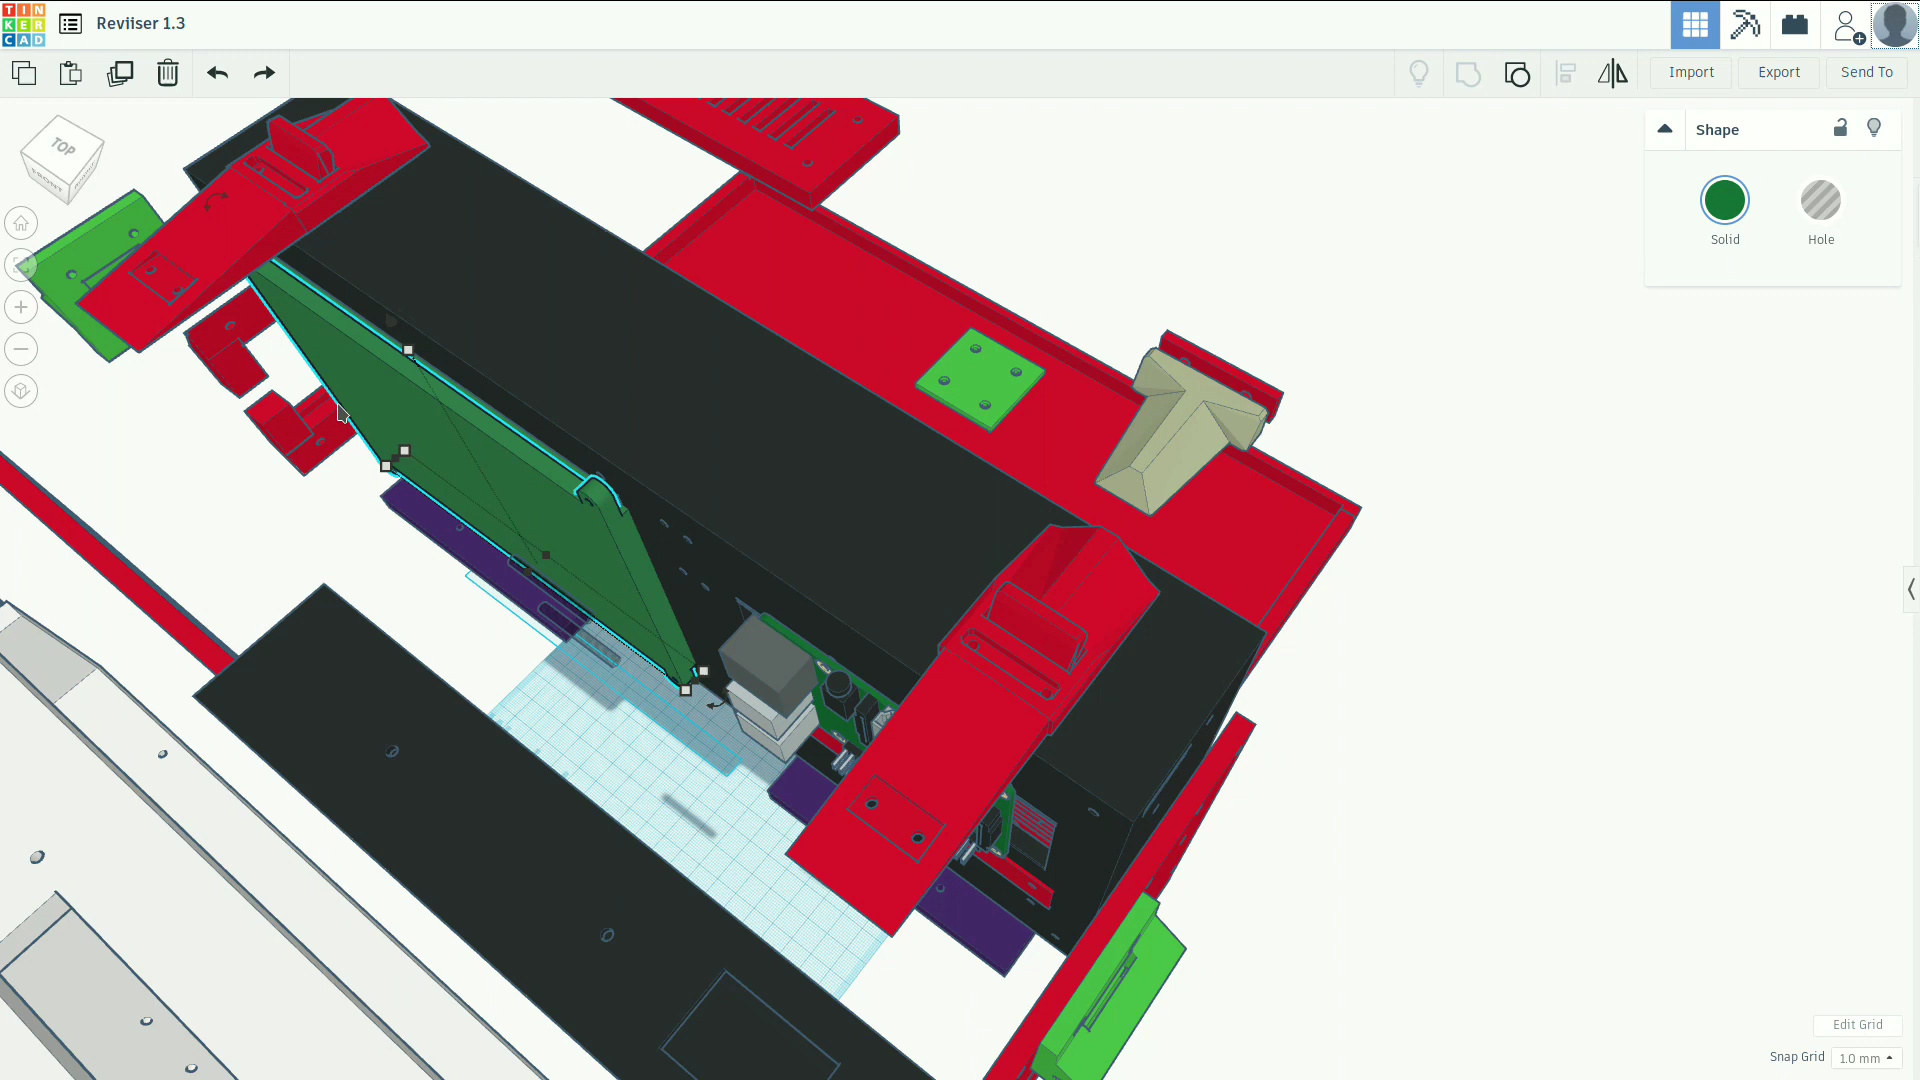 TIN
KER
CAD
Reviiser 1.3
Import
Export
Send To
TOP
FRONT
Shape
Solid
Hole
Edit Grid
Snap Grid
1.0 mm